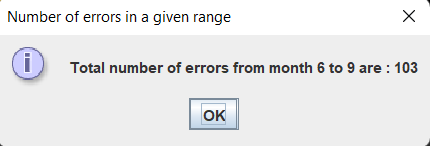 Number of errors in a given range
Total number of errors from month 6 to 9 are : 103
OK